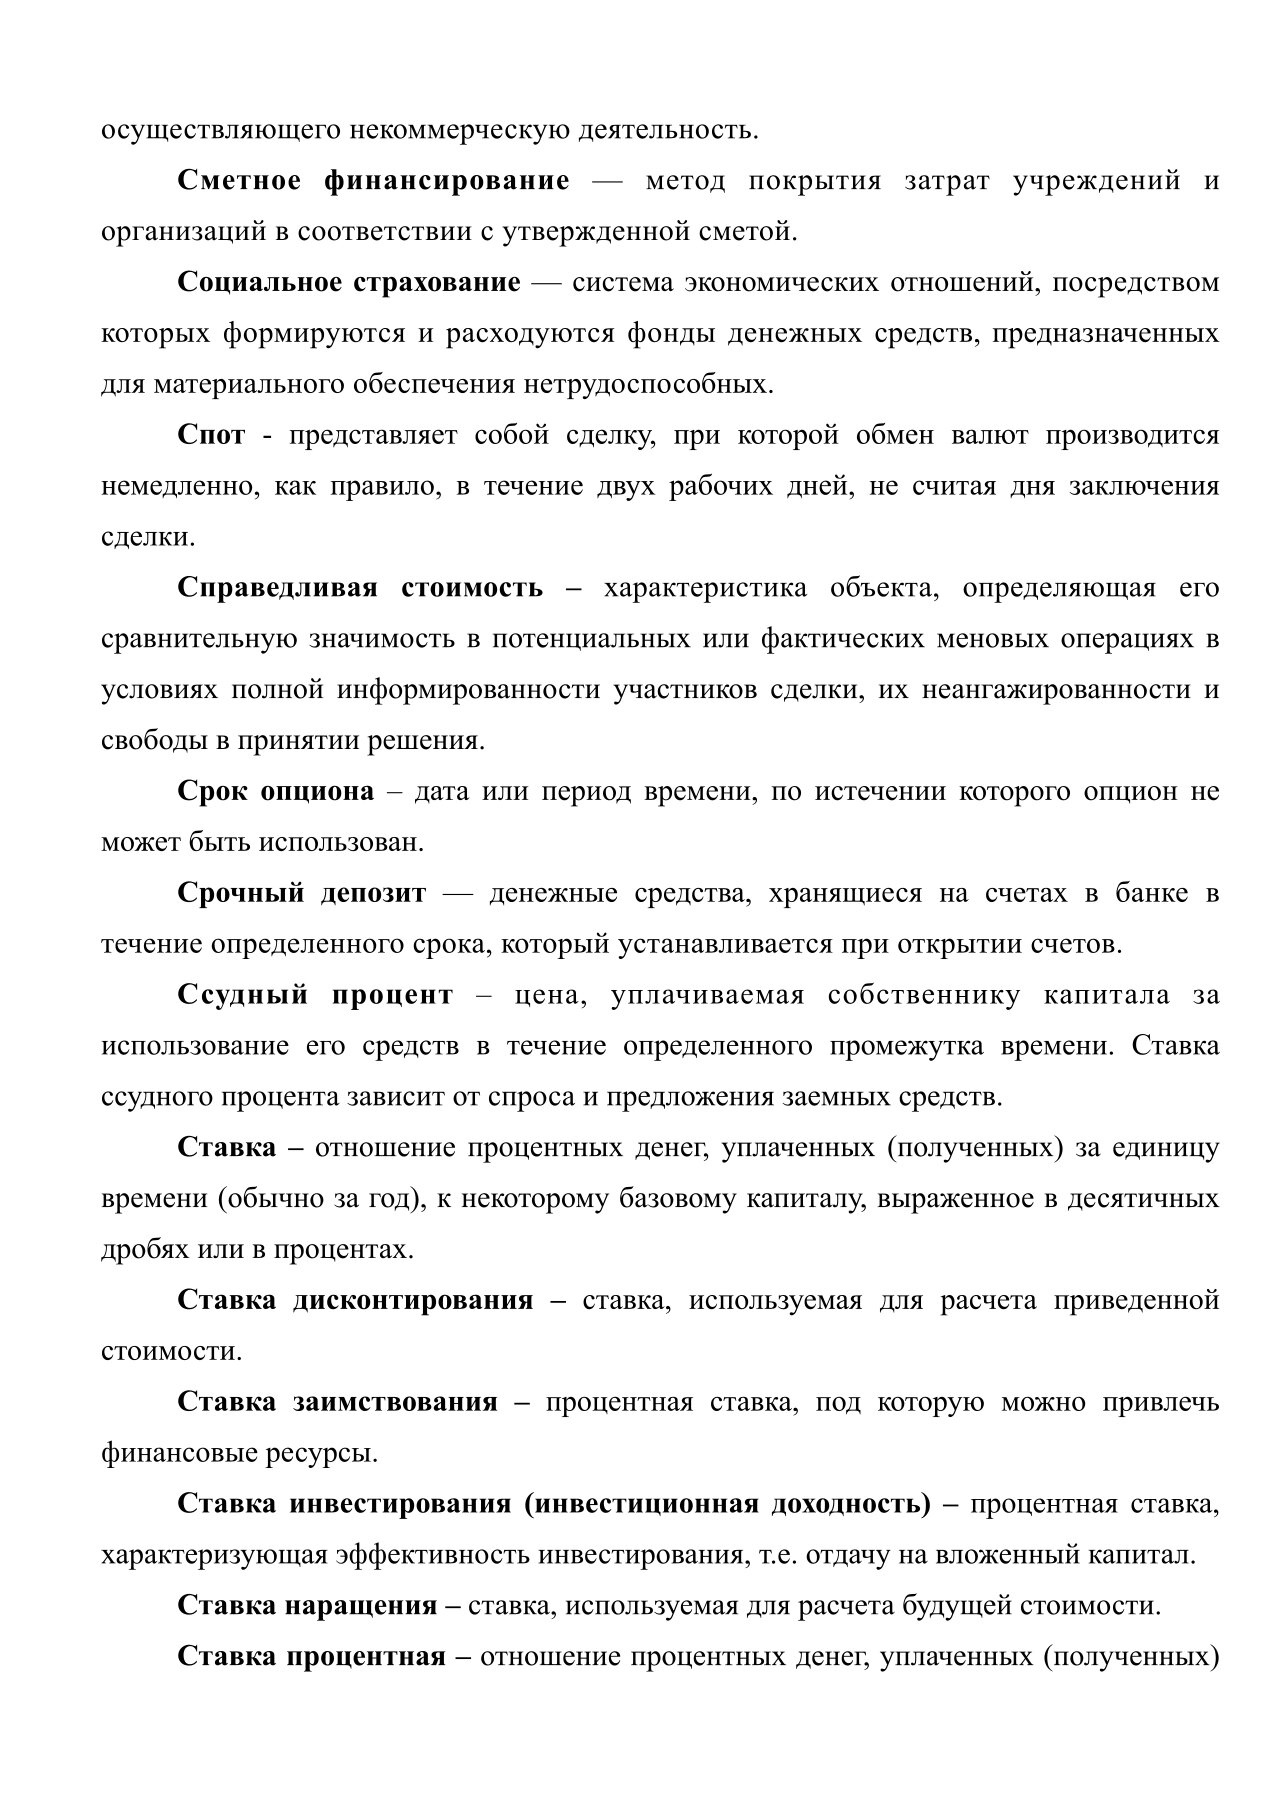 осуществляющего некоммерческую деятельность.
Сметное финансирование — метод покрытия затрат учреждений и
организаций в соответствии с утвержденной сметой.
Социальное страхование — система экономических отношений, посредством
которых формируются и расходуются фонды денежных средств, предназначенных
для материального обеспечения нетрудоспособных.
Спот - представляет собой сделку, при которой обмен валют производится
немедленно, как правило, в течение двух рабочих дней, не считая дня заключения
сделки.
Справедливая стоимость – характеристика объекта, определяющая его
сравнительную значимость в потенциальных или фактических меновых операциях в
условиях полной информированности участников сделки, их неангажированности и
свободы в принятии решения.
Срок опциона – дата или период времени, по истечении которого опцион не
может быть использован.
Срочный депозит — денежные средства, хранящиеся на счетах в банке в
течение определенного срока, который устанавливается при открытии счетов.
Ссудный процент – цена, уплачиваемая собственнику капитала за
использование его средств в течение определенного промежутка времени. Ставка
ссудного процента зависит от спроса и предложения заемных средств.
Ставка – отношение процентных денег, уплаченных (полученных) за единицу
времени (обычно за год), к некоторому базовому капиталу, выраженное в десятичных
дробях или в процентах.
Ставка дисконтирования – ставка, используемая для расчета приведенной
стоимости.
Ставка заимствования – процентная ставка, под которую можно привлечь
финансовые ресурсы.
Ставка инвестирования (инвестиционная доходность) – процентная ставка,
характеризующая эффективность инвестирования, т.е. отдачу на вложенный капитал.
Ставка наращения – ставка, используемая для расчета будущей стоимости.
Ставка процентная – отношение процентных денег, уплаченных (полученных)